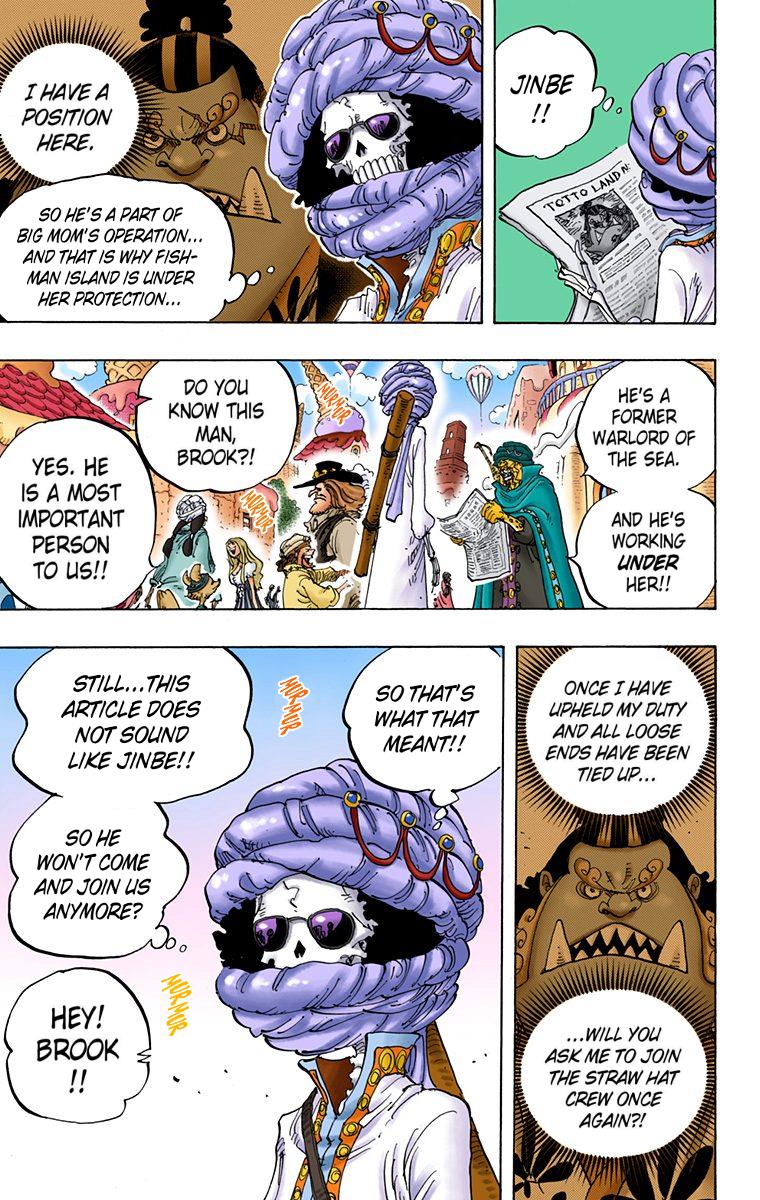 JINBE
!!
TOTTO LAND N
I HAVE A
POSITION
HERE.
SO HE'S A PART OF
BIG MOM'S OPERATION...
AND THAT IS WHY FISH-
MAN ISLAND IS UNDER
HER PROTECTION...
HE'S A
FORMER
WARLORD OF
THE SEA.
AND HE'S
WORKING
UNDER
HER!!
MURMUR
DO YOU
KNOW THIS
MAN,
BROOK?!
MURMUR
YES. HE
IS A MOST
IMPORTANT
PERSON
TO US!!
ONCE I HAVE
UPHELD MY DUTY
AND ALL LOOSE
ENDS HAVE BEEN
TIED UP...
...WILL YOU
ASK ME TO JOIN
THE STRAW HAT
CREW ONCE
AGAIN?!
SO THAT'S
WHAT THAT
MEANT!!
MURMUR
STILL...THIS
ARTICLE DOES
NOT SOUND
LIKE JINBE!!
SO HE
WON'T COME
AND JOIN US
ANYMORE?
MURMUR
HEY!
BROOK
!!